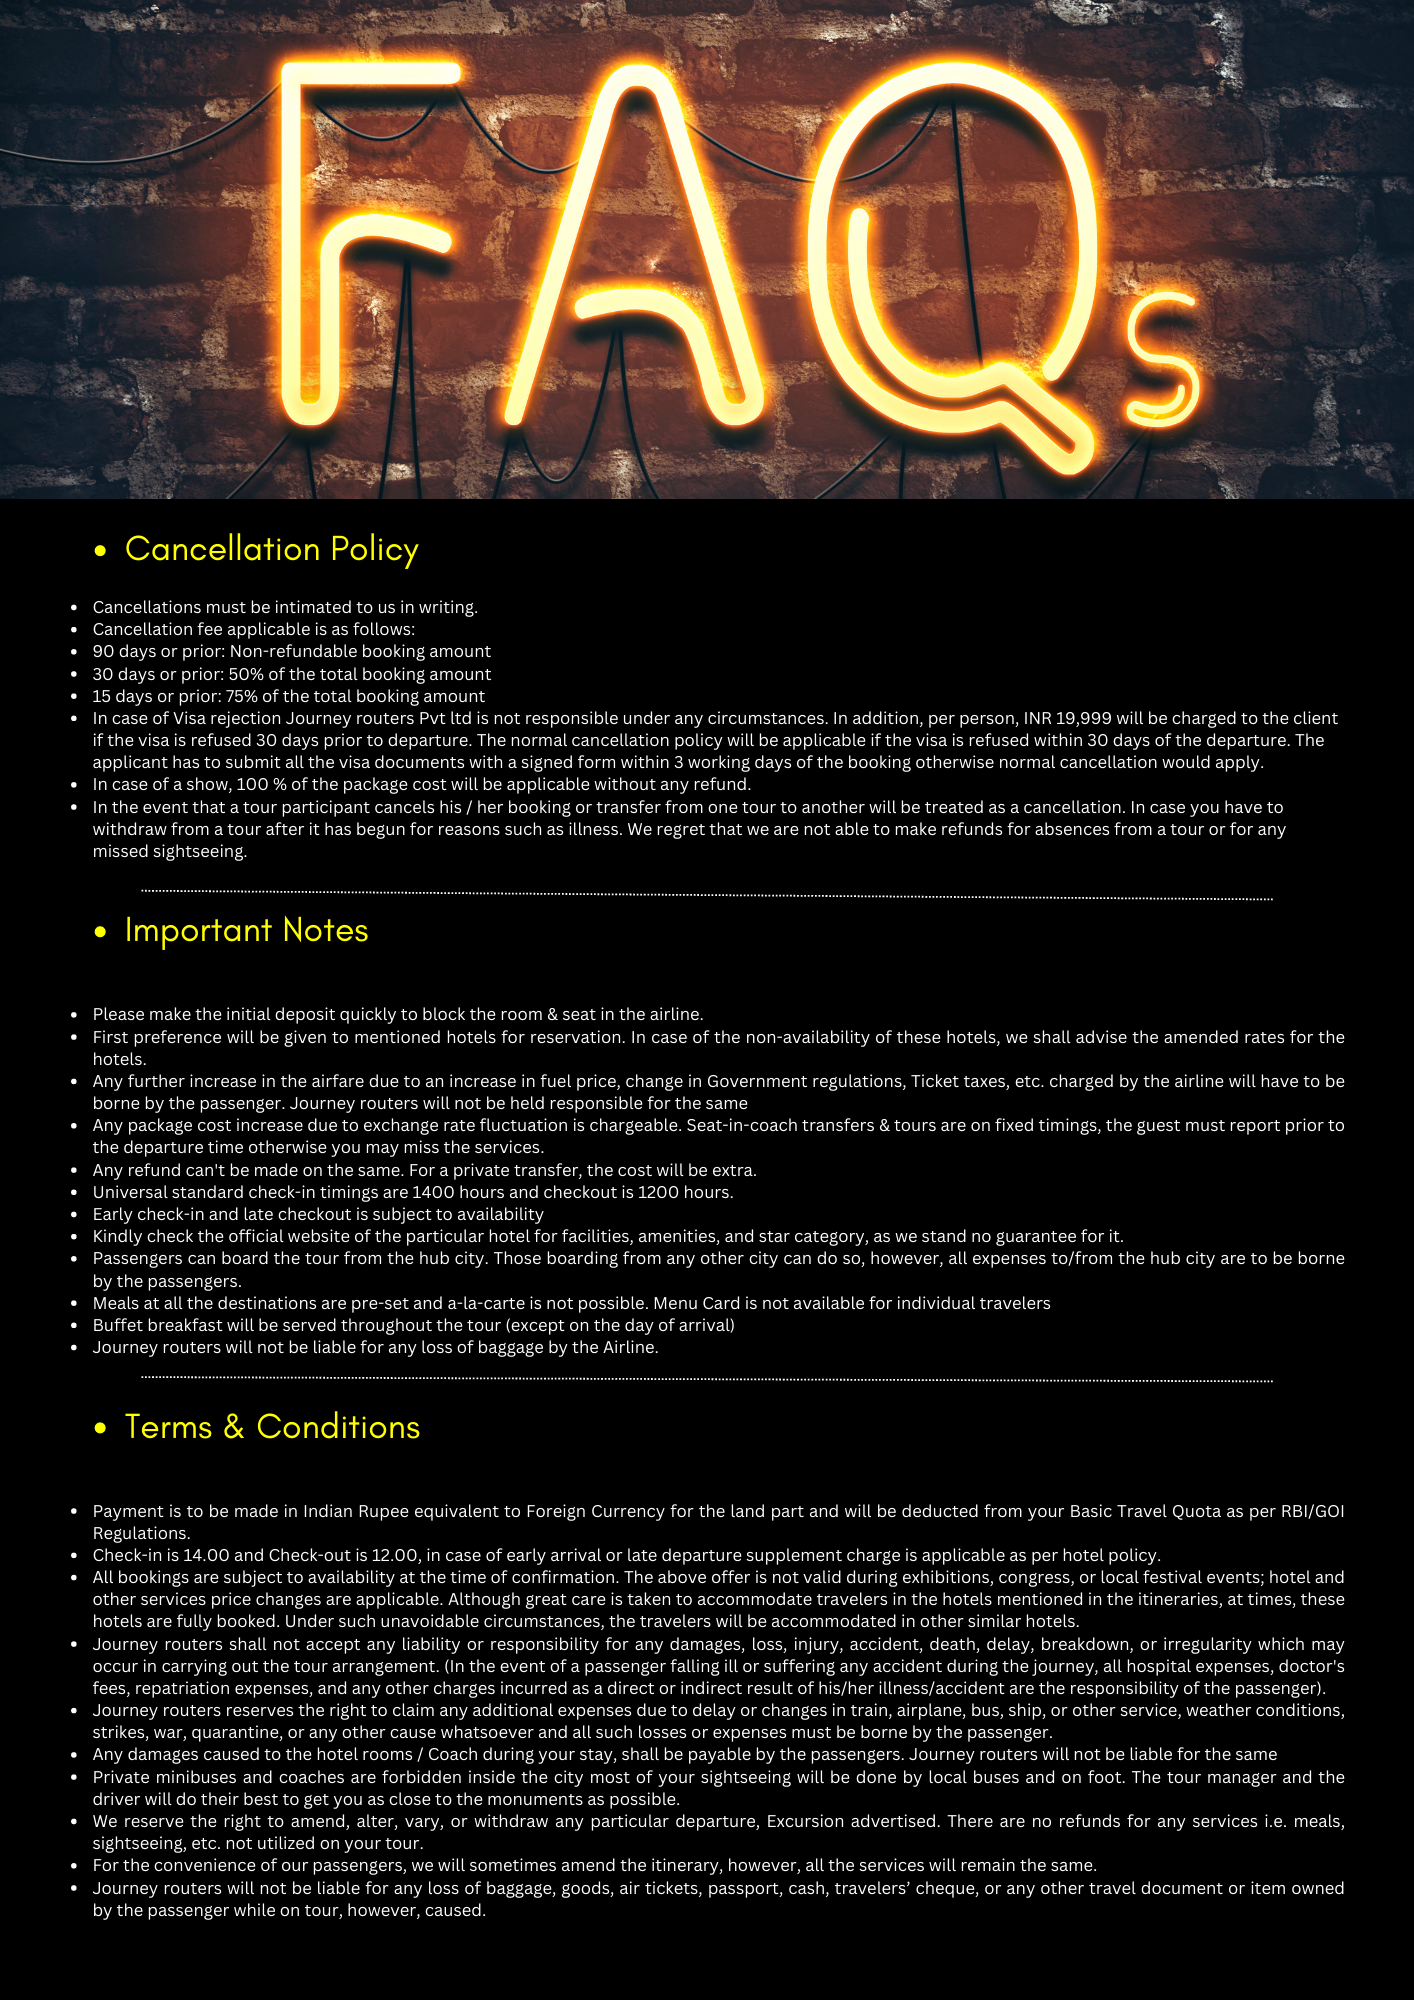 FAQs
• Cancellation Policy
• Cancellations must be intimated to us in writing.
• Cancellation fee applicable is as follows:
• 90 days or prior: Non-refundable booking amount
• 30 days or prior: 50% of the total booking amount
• 15 days or prior: 75% of the total booking amount
• In case of Visa rejection Journey routers Pvt ltd is not responsible under any circumstances. In addition, per person, INR 19,999 will be charged to the client
if the visa is refused 30 days prior to departure. The normal cancellation policy will be applicable if the visa is refused within 30 days of the departure. The
applicant has to submit all the visa documents with a signed form within 3 working days of the booking otherwise normal cancellation would apply.
• In case of a show, 100 % of the package cost will be applicable without any refund.
• In the event that a tour participant cancels his / her booking or transfer from one tour to another will be treated as a cancellation. In case you have to
withdraw from a tour after it has begun for reasons such as illness. We regret that we are not able to make refunds for absences from a tour or for any
missed sightseeing.
• Important Notes
• Please make the initial deposit quickly to block the room & seat in the airline.
• First preference will be given to mentioned hotels for reservation. In case of the non-availability of these hotels, we shall advise the amended rates for the
hotels.
• Any further increase in the airfare due to an increase in fuel price, change in Government regulations, Ticket taxes, etc. charged by the airline will have to be
borne by the passenger. Journey routers will not be held responsible for the same
• Any package cost increase due to exchange rate fluctuation is chargeable. Seat-in-coach transfers & tours are on fixed timings, the guest must report prior to
the departure time otherwise you may miss the services.
• Any refund can't be made on the same. For a private transfer, the cost will be extra.
• Universal standard check-in timings are 1400 hours and checkout is 1200 hours.
• Early check-in and late checkout is subject to availability
• Kindly check the official website of the particular hotel for facilities, amenities, and star category, as we stand no guarantee for it.
• Passengers can board the tour from the hub city. Those boarding from any other city can do so, however, all expenses to/from the hub city are to be borne
by the passengers.
• Meals at all the destinations are pre-set and a-la-carte is not possible. Menu Card is not available for individual travelers
• Buffet breakfast will be served throughout the tour (except on the day of arrival)
• Journey routers will not be liable for any loss of baggage by the Airline.
• Terms & Conditions
• Payment is to be made in Indian Rupee equivalent to Foreign Currency for the land part and will be deducted from your Basic Travel Quota as per RBI/GOI
Regulations.
• Check-in is 14.00 and Check-out is 12.00, in case of early arrival or late departure supplement charge is applicable as per hotel policy.
• All bookings are subject to availability at the time of confirmation. The above offer is not valid during exhibitions, congress, or local festival events; hotel and
other services price changes are applicable. Although great care is taken to accommodate travelers in the hotels mentioned in the itineraries, at times, these
hotels are fully booked. Under such unavoidable circumstances, the travelers will be accommodated in other similar hotels.
• Journey routers shall not accept any liability or responsibility for any damages, loss, injury, accident, death, delay, breakdown, or irregularity which may
occur in carrying out the tour arrangement. (In the event of a passenger falling ill or suffering any accident during the journey, all hospital expenses, doctor's
fees, repatriation expenses, and any other charges incurred as a direct or indirect result of his/her illness/accident are the responsibility of the passenger).
• Journey routers reserves the right to claim any additional expenses due to delay or changes in train, airplane, bus, ship, or other service, weather conditions,
strikes, war, quarantine, or any other cause whatsoever and all such losses or expenses must be borne by the passenger.
• Any damages caused to the hotel rooms / Coach during your stay, shall be payable by the passengers. Journey routers will not be liable for the same
• Private minibuses and coaches are forbidden inside the city most of your sightseeing will be done by local buses and on foot. The tour manager and the
driver will do their best to get you as close to the monuments as possible.
• We reserve the right to amend, alter, vary, or withdraw any particular departure, Excursion advertised. There are no refunds for any services i.e. meals,
sightseeing, etc. not utilized on your tour.
• For the convenience of our passengers, we will sometimes amend the itinerary, however, all the services will remain the same.
• Journey routers will not be liable for any loss of baggage, goods, air tickets, passport, cash, travelers’ cheque, or any other travel document or item owned
by the passenger while on tour, however, caused.